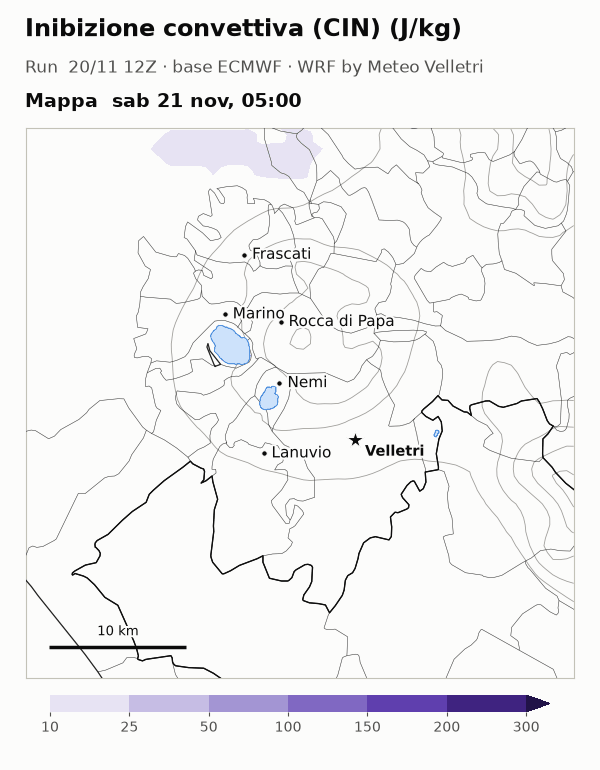 Inibizione convettiva (CIN) (J/kg)
Run  20/11 12Z · base ECMWF · WRF by Meteo Velletri
Mappa  sab 21 nov, 05:00
Frascati
Marino
Rocca di Papa
Nemi
Velletri
Lanuvio
10 km
10 25 50 100 150 200 300